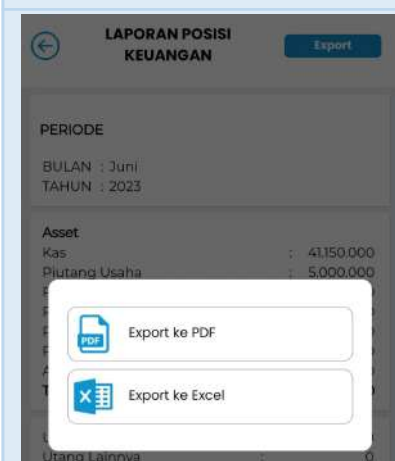 LAPORAN POSISI
KEUANGAN
Export
PERIODE
BULAN : Juni
TAHUN : 2023
Asset
Kas : 41.150.000
Piutang Usaha : 5.000.000
PDF Export ke PDF
X Export ke Excel
Utang Lainnya : 0